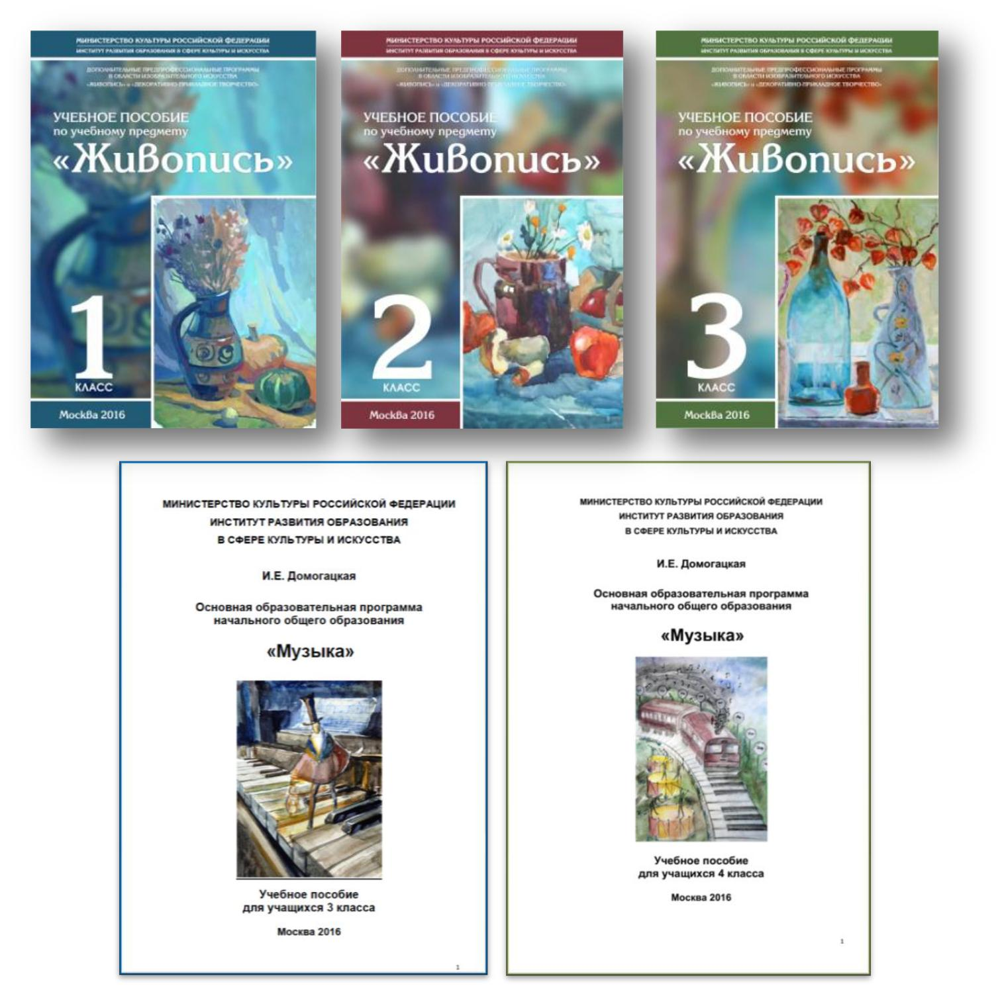 МИНИСТЕРСТВО КУЛЬТУРЫ РОССИЙСКОЙ ФЕДЕРАЦИИ
ИНСТИТУТ РАЗВИТИЯ ОБРАЗОВАНИЯ В СФЕРЕ КУЛЬТУРЫ И ИСКУССТВА
ДОПОЛНИТЕЛЬНЫЕ ПРЕДПРОФЕССИОНАЛЬНЫЕ ПРОГРАММЫ
В ОБЛАСТИ ИЗОБРАЗИТЕЛЬНОГО ИСКУССТВА
«ЖИВОПИСЬ» и «ДЕКОРАТИВНО-ПРИКЛАДНОЕ ТВОРЧЕСТВО»
УЧЕБНОЕ ПОСОБИЕ
по учебному предмету
«Живопись»
1
КЛАСС
Москва 2016
МИНИСТЕРСТВО КУЛЬТУРЫ РОССИЙСКОЙ ФЕДЕРАЦИИ
ИНСТИТУТ РАЗВИТИЯ ОБРАЗОВАНИЯ В СФЕРЕ КУЛЬТУРЫ И ИСКУССТВА
ДОПОЛНИТЕЛЬНЫЕ ПРЕДПРОФЕССИОНАЛЬНЫЕ ПРОГРАММЫ
В ОБЛАСТИ ИЗОБРАЗИТЕЛЬНОГО ИСКУССТВА
«ЖИВОПИСЬ» и «ДЕКОРАТИВНО-ПРИКЛАДНОЕ ТВОРЧЕСТВО»
УЧЕБНОЕ ПОСОБИЕ
по учебному предмету
«Живопись»
2
КЛАСС
Москва 2016
МИНИСТЕРСТВО КУЛЬТУРЫ РОССИЙСКОЙ ФЕДЕРАЦИИ
ИНСТИТУТ РАЗВИТИЯ ОБРАЗОВАНИЯ В СФЕРЕ КУЛЬТУРЫ И ИСКУССТВА
ДОПОЛНИТЕЛЬНЫЕ ПРЕДПРОФЕССИОНАЛЬНЫЕ ПРОГРАММЫ
В ОБЛАСТИ ИЗОБРАЗИТЕЛЬНОГО ИСКУССТВА
«ЖИВОПИСЬ» и «ДЕКОРАТИВНО-ПРИКЛАДНОЕ ТВОРЧЕСТВО»
УЧЕБНОЕ ПОСОБИЕ
по учебному предмету
«Живопись»
3
КЛАСС
Москва 2016
МИНИСТЕРСТВО КУЛЬТУРЫ РОССИЙСКОЙ ФЕДЕРАЦИИ
ИНСТИТУТ РАЗВИТИЯ ОБРАЗОВАНИЯ
В СФЕРЕ КУЛЬТУРЫ И ИСКУССТВА
И.Е. Домогацкая
Основная образовательная программа
начального общего образования
«Музыка»
Учебное пособие
для учащихся 3 класса
Москва 2016
1
МИНИСТЕРСТВО КУЛЬТУРЫ РОССИЙСКОЙ ФЕДЕРАЦИИ
ИНСТИТУТ РАЗВИТИЯ ОБРАЗОВАНИЯ
В СФЕРЕ КУЛЬТУРЫ И ИСКУССТВА
И.Е. Домогацкая
Основная образовательная программа
начального общего образования
«Музыка»
Учебное пособие
для учащихся 4 класса
Москва 2016
1